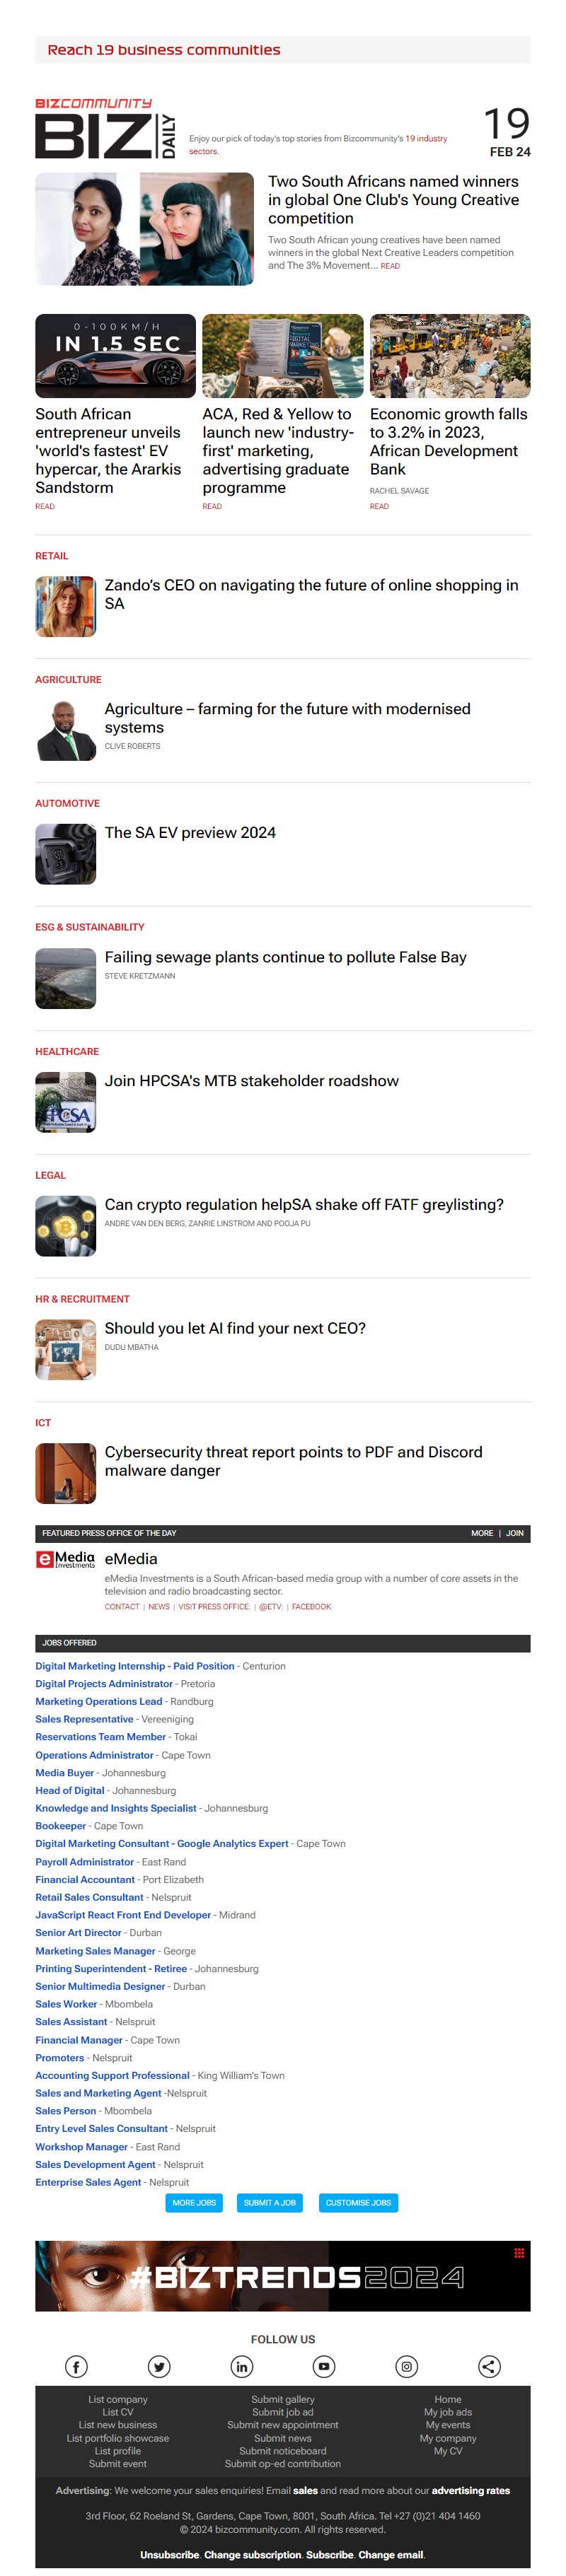 Reach 19 business communities
BIZCOMMUNITY
BIZ DAILY
Enjoy our pick of today's top stories from Bizcommunity's 19 industry
sectors.
19
FEB 24
Two South Africans named winners
in global One Club's Young Creative
competition
Two South African young creatives have been named
winners in the global Next Creative Leaders competition
and The 3% Movement... READ
0-100KM/H
IN 1.5 SEC
South African
entrepreneur unveils
'world's fastest' EV
hypercar, the Ararkis
Sandstorm
READ
DIGITAL
MARKETING
ACA, Red & Yellow to
launch new 'industry-
first' marketing,
advertising graduate
programme
READ
Economic growth falls
to 3.2% in 2023,
African Development
Bank
RACHEL SAVAGE
READ
RETAIL
Zando's CEO on navigating the future of online shopping in
SA
AGRICULTURE
Agriculture – farming for the future with modernised
systems
CLIVE ROBERTS
AUTOMOTIVE
The SA EV preview 2024
ESG & SUSTAINABILITY
Failing sewage plants continue to pollute False Bay
STEVE KRETZMANN
HEALTHCARE
PCSA
Join HPCSA's MTB stakeholder roadshow
LEGAL
Can crypto regulation helpSA shake off FATF greylisting?
ANDRE VAN DEN BERG, ZANRIE LINSTROM AND POOJA PU
HR & RECRUITMENT
Should you let AI find your next CEO?
DUDU MBATHA
ICT
Cybersecurity threat report points to PDF and Discord
malware danger
FEATURED PRESS OFFICE OF THE DAY MORE | JOIN
eMedia Investments
eMedia
eMedia Investments is a South African-based media group with a number of core assets in the
television and radio broadcasting sector.
CONTACT | NEWS | VISIT PRESS OFFICE: | @ETV: | FACEBOOK
JOBS OFFERED
Digital Marketing Internship - Paid Position - Centurion
Digital Projects Administrator - Pretoria
Marketing Operations Lead - Randburg
Sales Representative - Vereeniging
Reservations Team Member - Tokai
Operations Administrator - Cape Town
Media Buyer - Johannesburg
Head of Digital - Johannesburg
Knowledge and Insights Specialist - Johannesburg
Bookeeper - Cape Town
Digital Marketing Consultant - Google Analytics Expert - Cape Town
Payroll Administrator - East Rand
Financial Accountant - Port Elizabeth
Retail Sales Consultant - Nelspruit
JavaScript React Front End Developer - Midrand
Senior Art Director - Durban
Marketing Sales Manager - George
Printing Superintendent - Retiree - Johannesburg
Senior Multimedia Designer - Durban
Sales Worker - Mbombela
Sales Assistant - Nelspruit
Financial Manager - Cape Town
Promoters - Nelspruit
Accounting Support Professional - King William's Town
Sales and Marketing Agent -Nelspruit
Sales Person - Mbombela
Entry Level Sales Consultant - Nelspruit
Workshop Manager - East Rand
Sales Development Agent - Nelspruit
Enterprise Sales Agent - Nelspruit
MORE JOBS SUBMIT A JOB CUSTOMISE JOBS
#BIZTRENDS2024
FOLLOW US
List company Submit gallery Home
List CV Submit job ad My job ads
List new business Submit new appointment My events
List portfolio showcase Submit news My company
List profile Submit noticeboard My CV
Submit event Submit op-ed contribution
Advertising: We welcome your sales enquiries! Email sales and read more about our advertising rates
3rd Floor, 62 Roeland St, Gardens, Cape Town, 8001, South Africa. Tel +27 (0)21 404 1460
© 2024 bizcommunity.com. All rights reserved.
Unsubscribe. Change subscription. Subscribe. Change email.